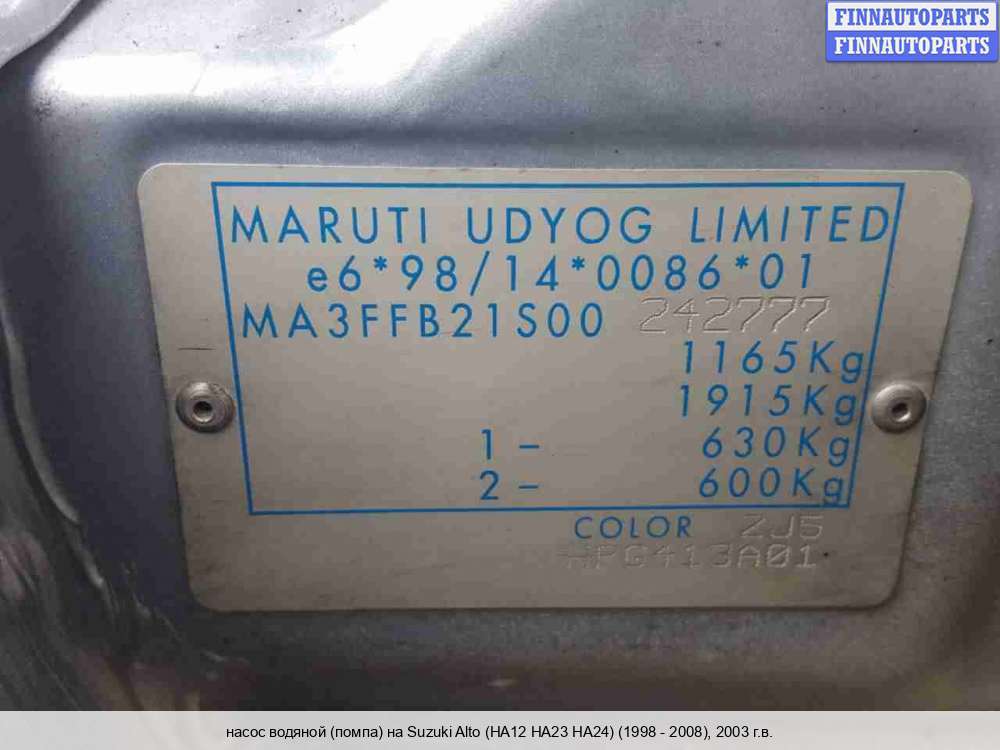 FINNAUTOPARTS
FINNAUTOPARTS
MARUTI UDYOG LIMITED
e6*98/14*0086*01
MA3FFB21S00 242777
1165Kg
1915Kg
1 - 630Kg
2 - 600Kg
COLOR ZJ5
насос водяной (помпа) на Suzuki Alto (HA12 HA23 HA24) (1998 - 2008), 2003 г.в.